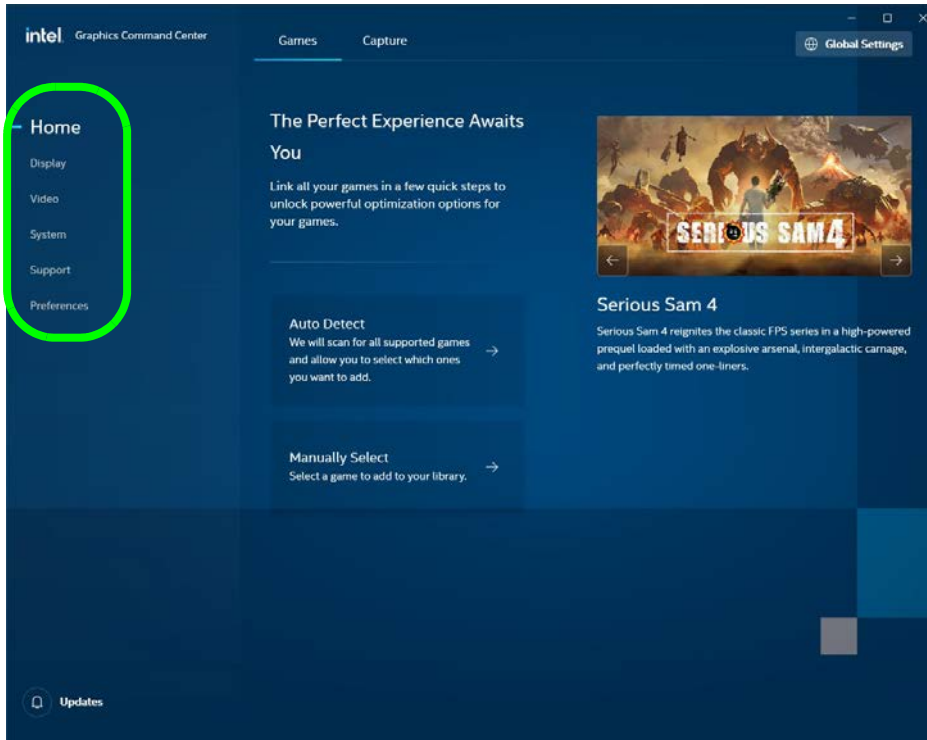 intel. Graphics Command Center
Games
Capture
Global Settings
Home
Display
Video
System
Support
Preferences
The Perfect Experience Awaits
You
Link all your games in a few quick steps to
unlock powerful optimization options for
your games.
Auto Detect
We will scan for all supported games
and allow you to select which ones
you want to add.
Manually Select
Select a game to add to your library.
SERIOUS SAM 4
Serious Sam 4
Serious Sam 4 reignites the classic FPS series in a high-powered
prequel loaded with an explosive arsenal, intergalactic carnage,
and perfectly timed one-liners.
Updates